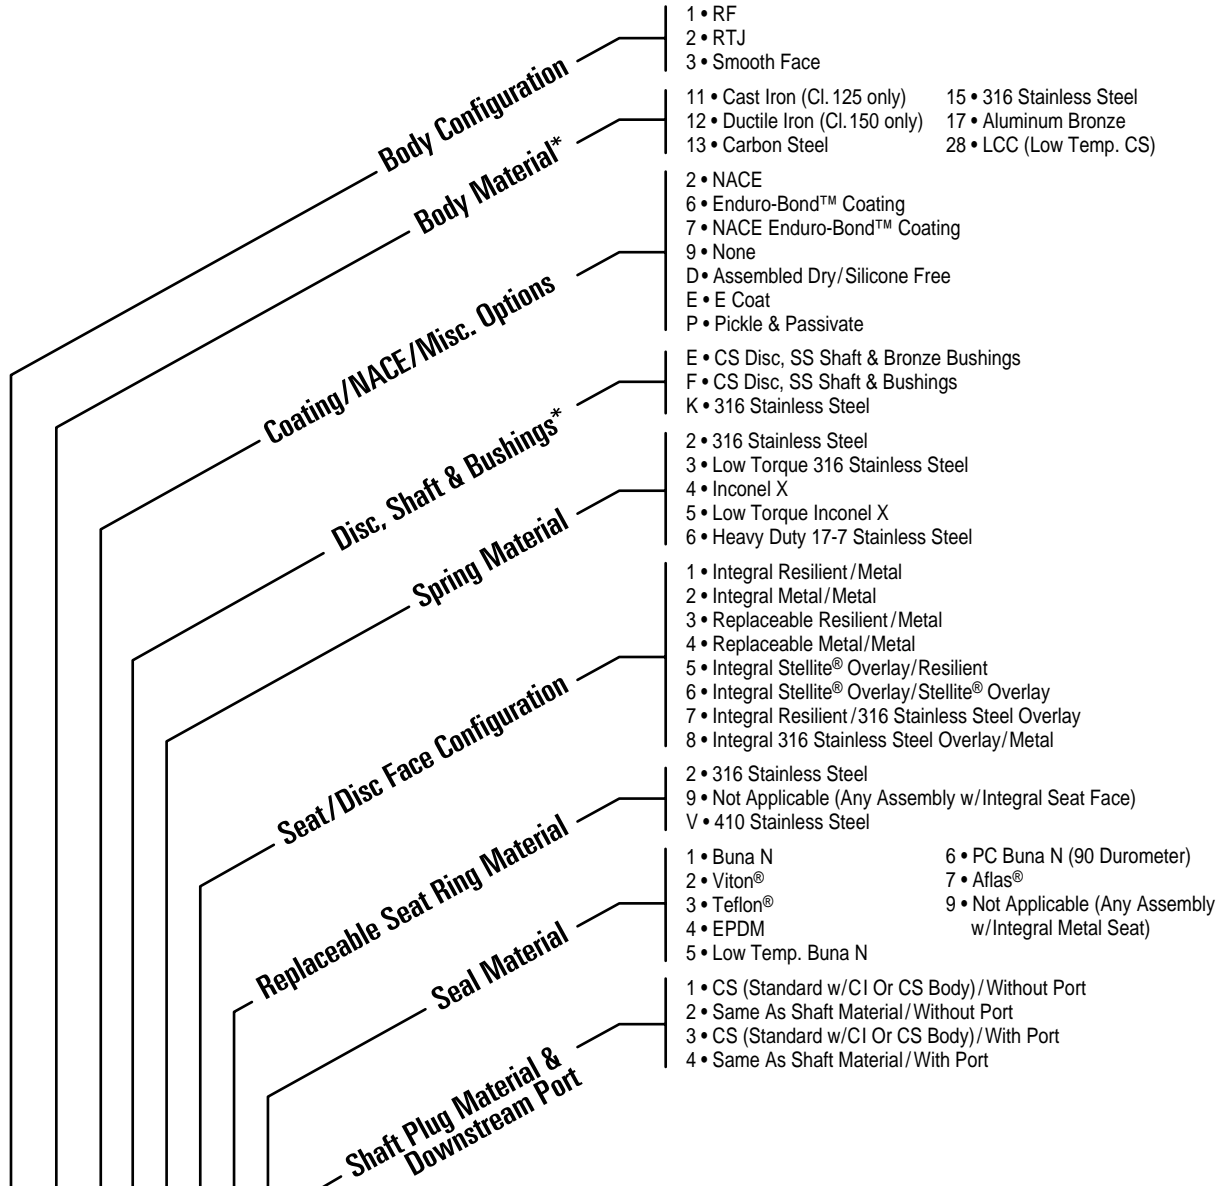 Body Configuration
1 • RF
2 • RTJ
3 • Smooth Face
Body Material*
11 • Cast Iron (Cl. 125 only)
12 • Ductile Iron (Cl. 150 only)
13 • Carbon Steel
15 • 316 Stainless Steel
17 • Aluminum Bronze
28 • LCC (Low Temp. CS)
Coating/NACE/Misc. Options
2 • NACE
6 • Enduro-Bond™ Coating
7 • NACE Enduro-Bond™ Coating
9 • None
D • Assembled Dry/Silicone Free
E • E Coat
P • Pickle & Passivate
Disc, Shaft & Bushings*
E • CS Disc, SS Shaft & Bronze Bushings
F • CS Disc, SS Shaft & Bushings
K • 316 Stainless Steel
Spring Material
2 • 316 Stainless Steel
3 • Low Torque 316 Stainless Steel
4 • Inconel X
5 • Low Torque Inconel X
6 • Heavy Duty 17-7 Stainless Steel
Seat/Disc Face Configuration
1 • Integral Resilient/Metal
2 • Integral Metal/Metal
3 • Replaceable Resilient/Metal
4 • Replaceable Metal/Metal
5 • Integral Stellite® Overlay/Resilient
6 • Integral Stellite® Overlay/Stellite® Overlay
7 • Integral Resilient/316 Stainless Steel Overlay
8 • Integral 316 Stainless Steel Overlay/Metal
Replaceable Seat Ring Material
2 • 316 Stainless Steel
9 • Not Applicable (Any Assembly w/Integral Seat Face)
V • 410 Stainless Steel
Seal Material
1 • Buna N
2 • Viton®
3 • Teflon®
4 • EPDM
5 • Low Temp. Buna N
6 • PC Buna N (90 Durometer)
7 • Aflas®
9 • Not Applicable (Any Assembly
w/Integral Metal Seat)
Shaft Plug Material &
Downstream Port
1 • CS (Standard w/CI Or CS Body)/Without Port
2 • Same As Shaft Material/Without Port
3 • CS (Standard w/CI Or CS Body)/With Port
4 • Same As Shaft Material/With Port